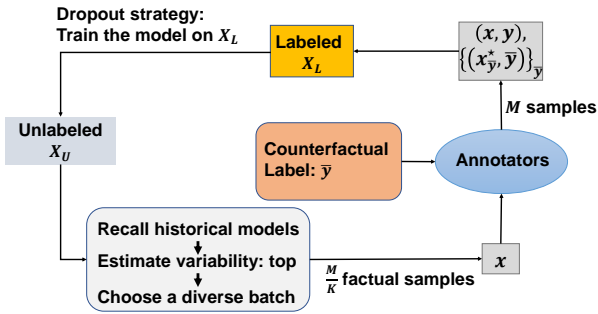 Dropout strategy:
Train the model on X_L
Labeled
X_L
(x, y),
{(x^⋆_ȳ, ȳ)}_ȳ
M samples
Unlabeled
X_U
Counterfactual
Label: ȳ
Annotators
Recall historical models
Estimate variability: top
Choose a diverse batch
M/K factual samples
x